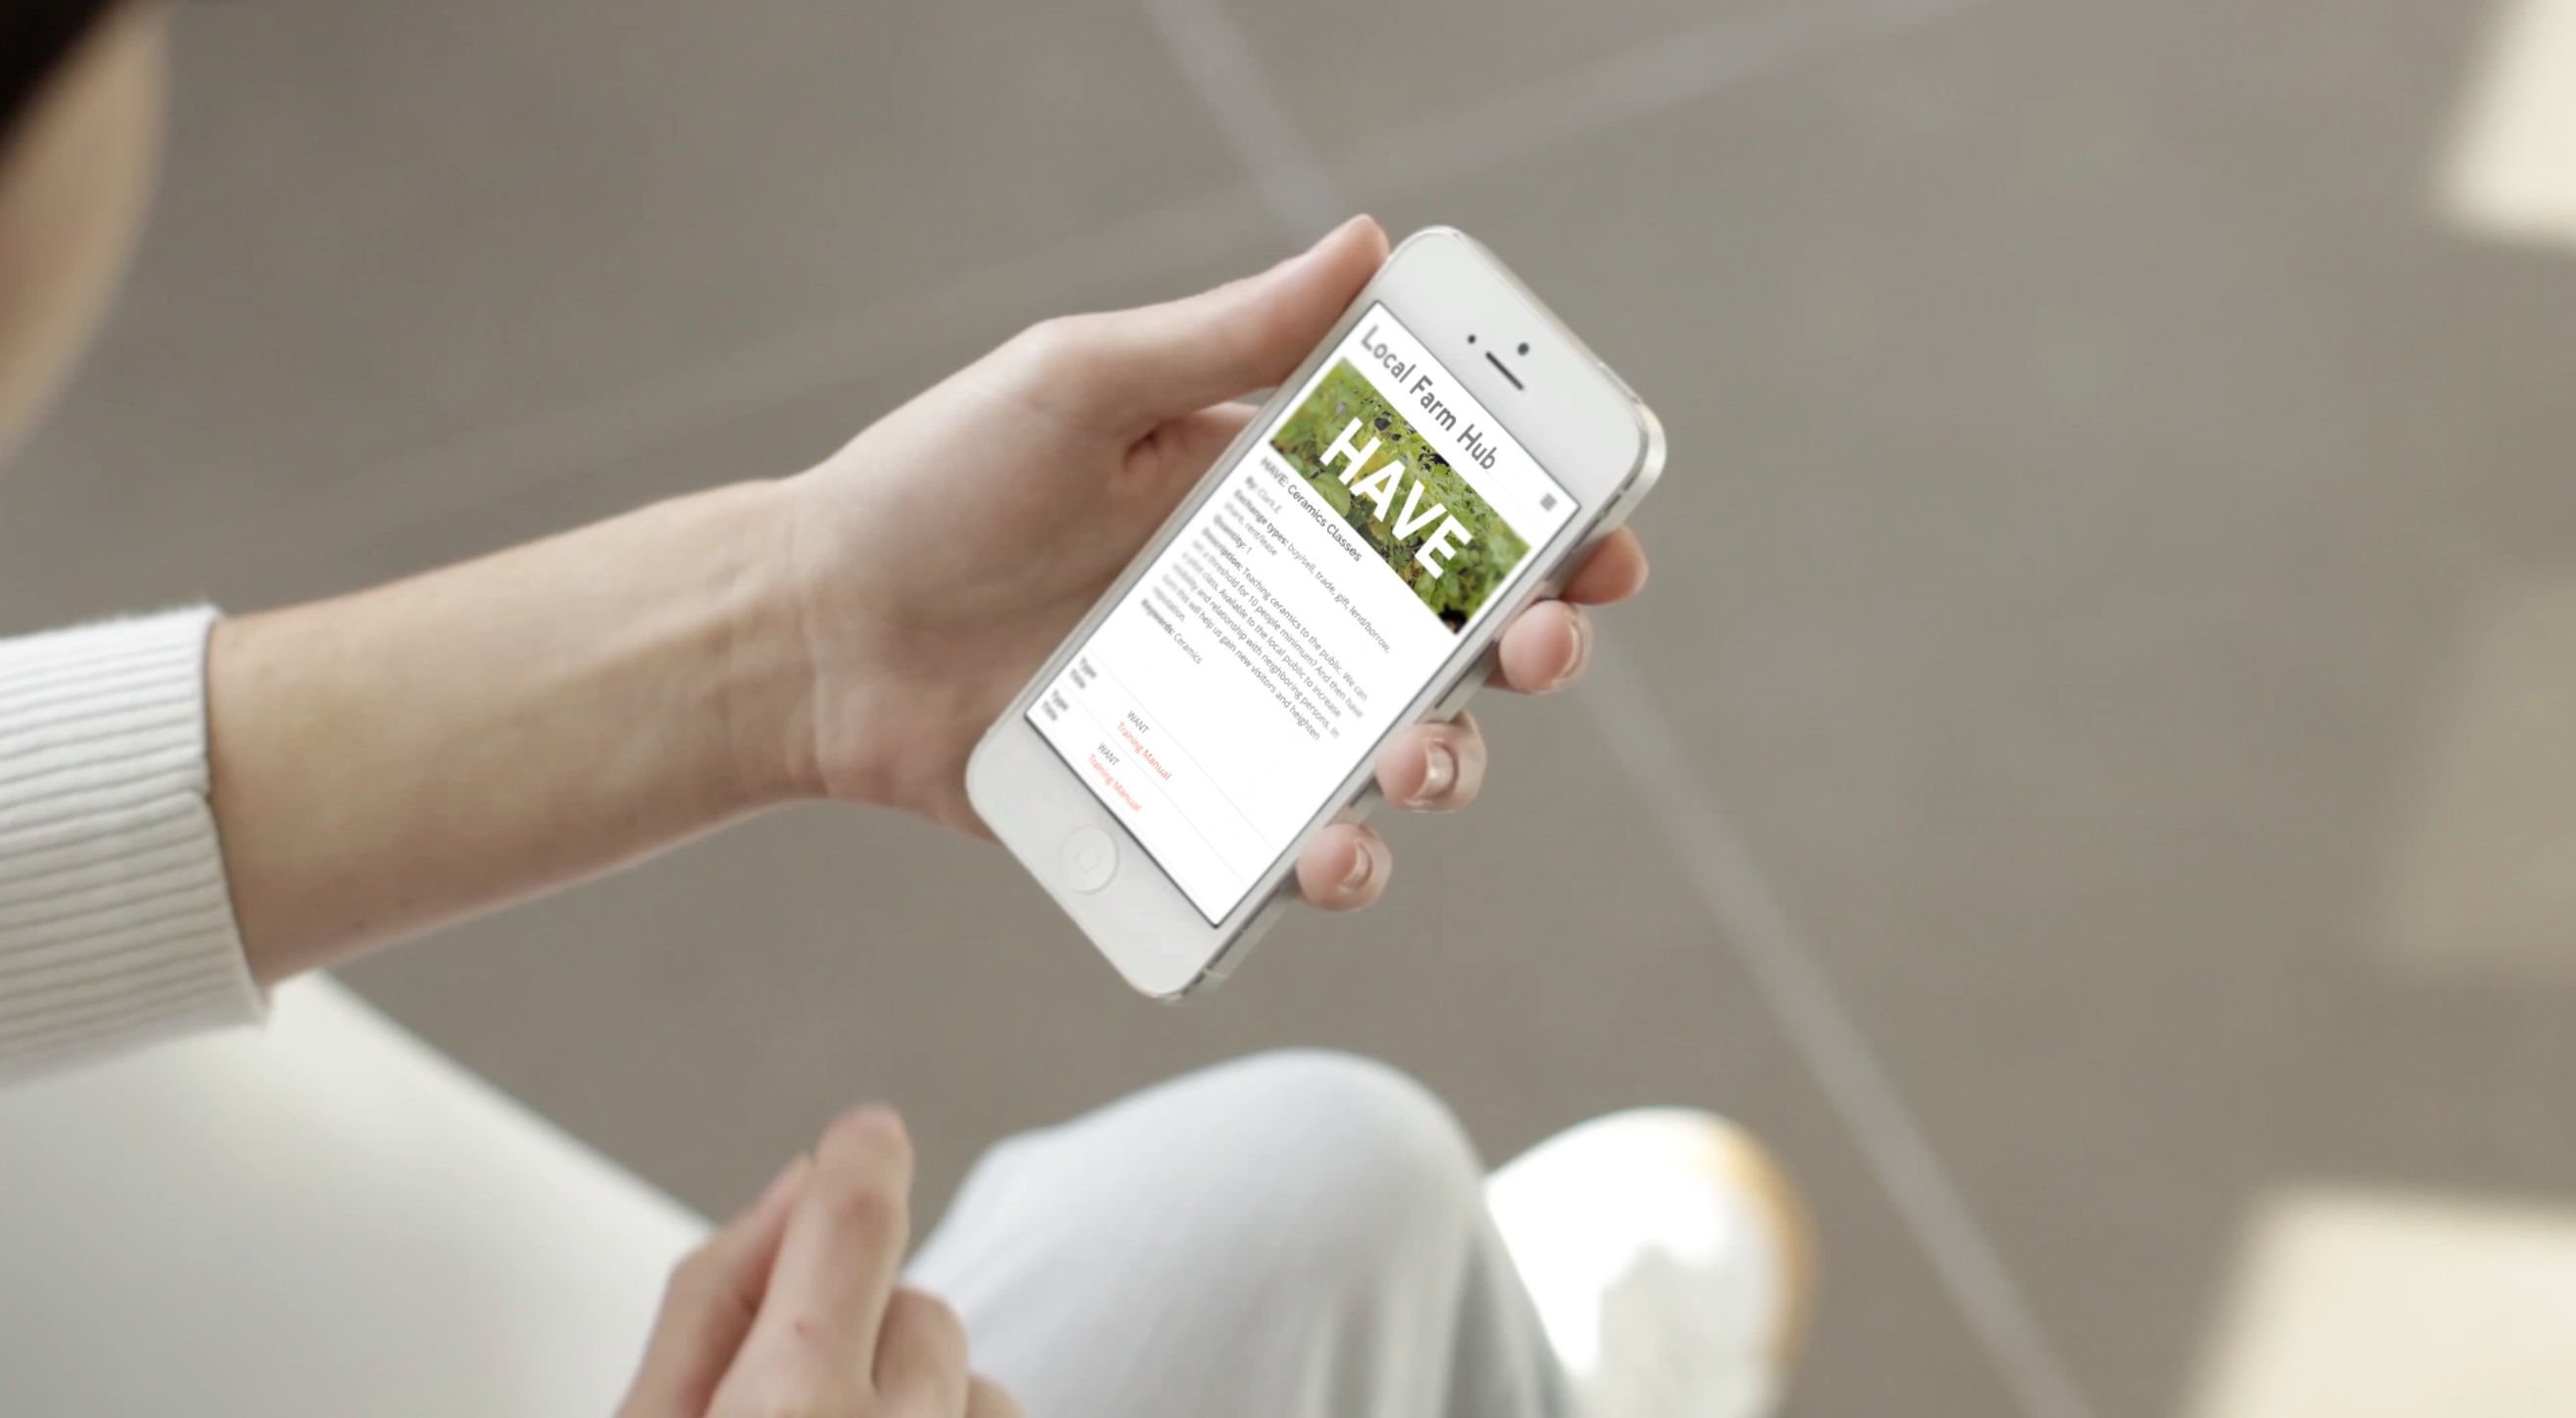 Local Farm Hub
HAVE
HAVE: Ceramics Classes
By: Clark E
Exchange types: buy/sell, trade, gift, lend/borrow,
share, rent/lease
Quantity: 1
Description: Teaching ceramics to the public. We can
set a threshold for 10 people minimum? And then have
a pilot class. Available to the local public to increase
visibility and relationship with neighboring persons. In
turn this will help us gain new visitors and heighten
reputation.
Keywords: Ceramics
Type WANT
Title Training Manual
Type WANT
Title Training Manual